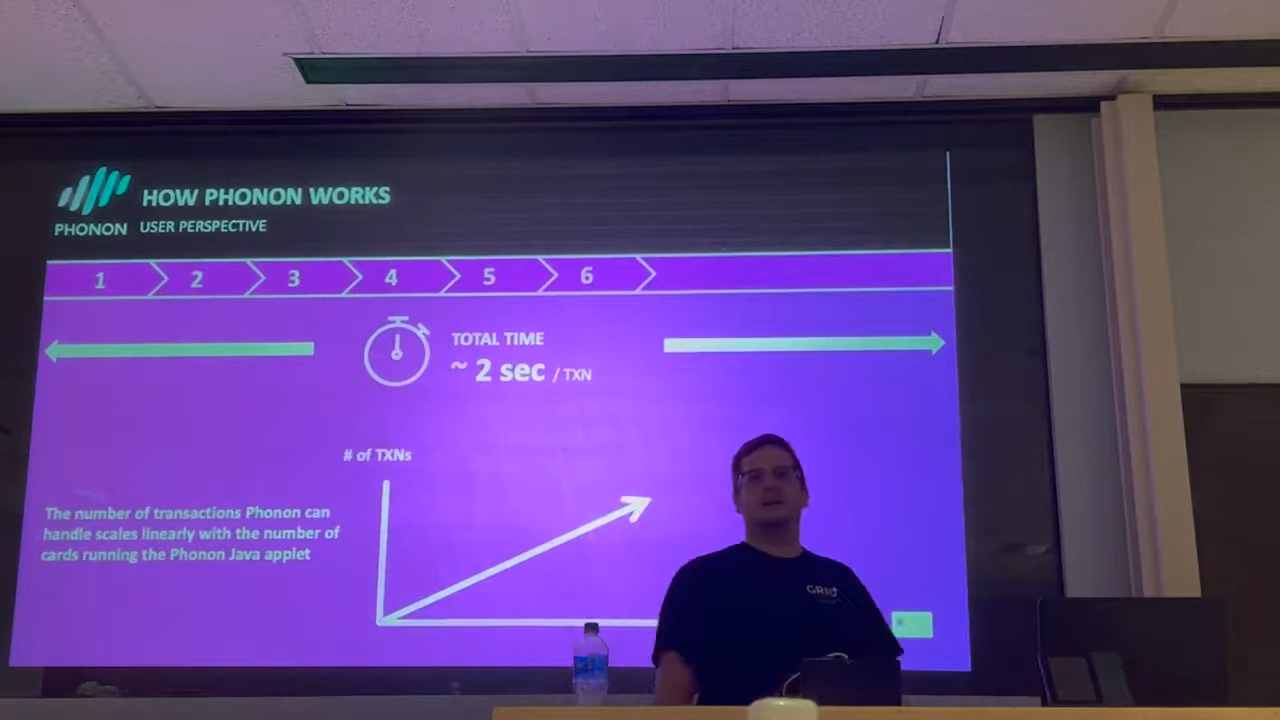 HOW PHONON WORKS
PHONON
USER PERSPECTIVE
1 2 3 4 5 6
TOTAL TIME
~ 2 sec / TXN
# of TXNs
The number of transactions Phonon can
handle scales linearly with the number of
cards running the Phonon Java applet